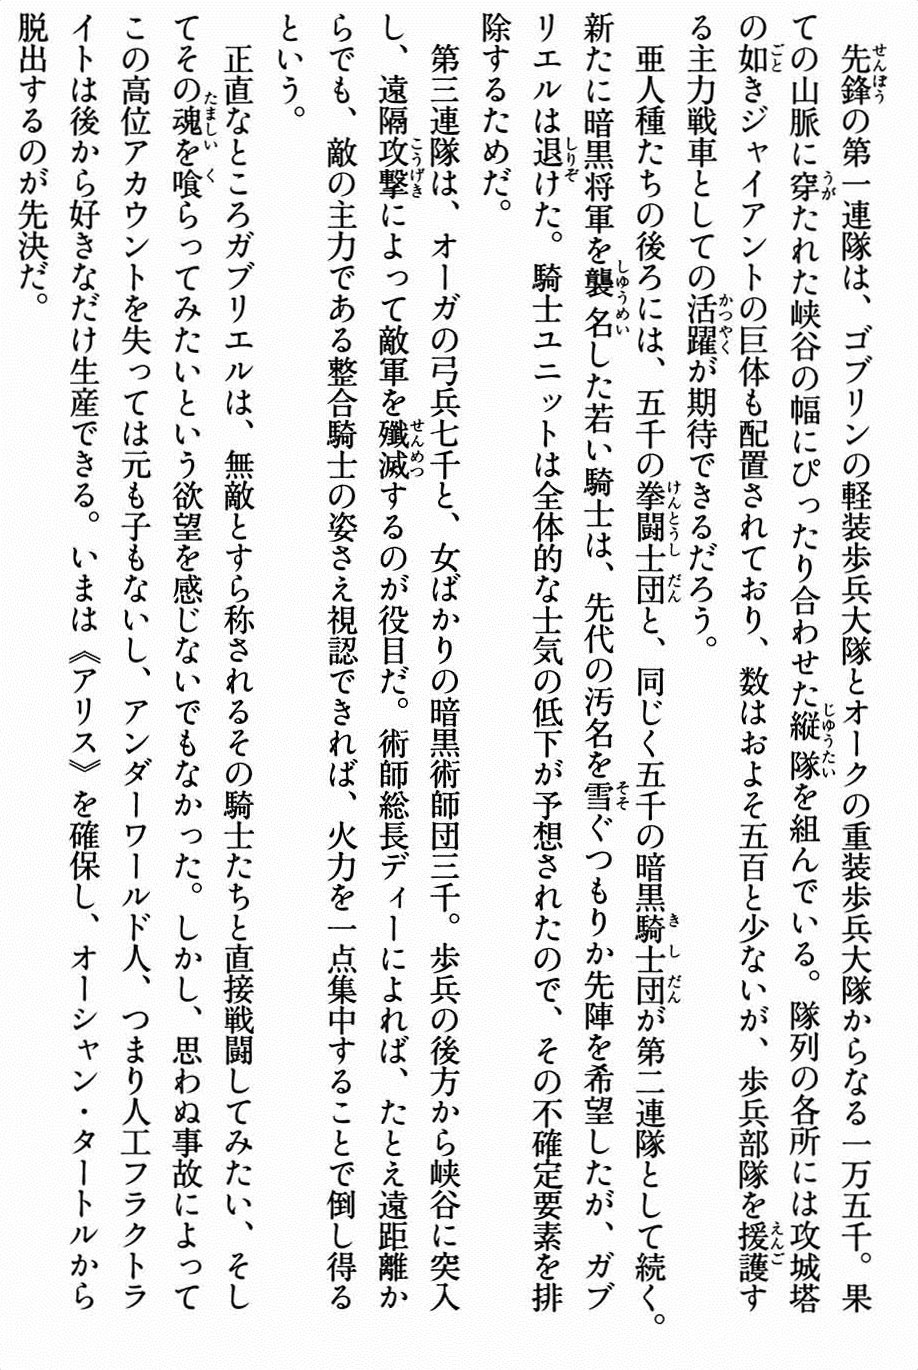 先鋒の第一連隊は、ゴブリンの軽装歩兵大隊とオークの重装歩兵大隊からなる一万五千。果
ての山脈に穿たれた峡谷の幅にぴったり合わせた縦隊を組んでいる。隊列の各所には攻城塔
の如きジャイアントの巨体も配置されており、数はおよそ五百と少ないが、歩兵部隊を援護す
る主力戦車としての活躍が期待できるだろう。
亜人種たちの後ろには、五千の拳闘士団と、同じく五千の暗黒騎士団が第二連隊として続く。
新たに暗黒将軍を襲名した若い騎士は、先代の汚名を雪ぐつもりか先陣を希望したが、ガブ
リエルは退けた。騎士ユニットは全体的な士気の低下が予想されたので、その不確定要素を排
除するためだ。
第三連隊は、オーガの弓兵七千と、女ばかりの暗黒術師団三千。歩兵の後方から峡谷に突入
し、遠隔攻撃によって敵軍を殲滅するのが役目だ。術師総長ディーによれば、たとえ遠距離か
らでも、敵の主力である整合騎士の姿さえ視認できれば、火力を一点集中することで倒し得る
という。
正直なところガブリエルは、無敵とすら称されるその騎士たちと直接戦闘してみたい、そし
てその魂を喰らってみたいという欲望を感じないでもなかった。しかし、思わぬ事故によって
この高位アカウントを失っては元も子もないし、アンダーワールド人、つまり人工フラクトラ
イトは後から好きなだけ生産できる。いまは《アリス》を確保し、オーシャン・タートルから
脱出するのが先決だ。